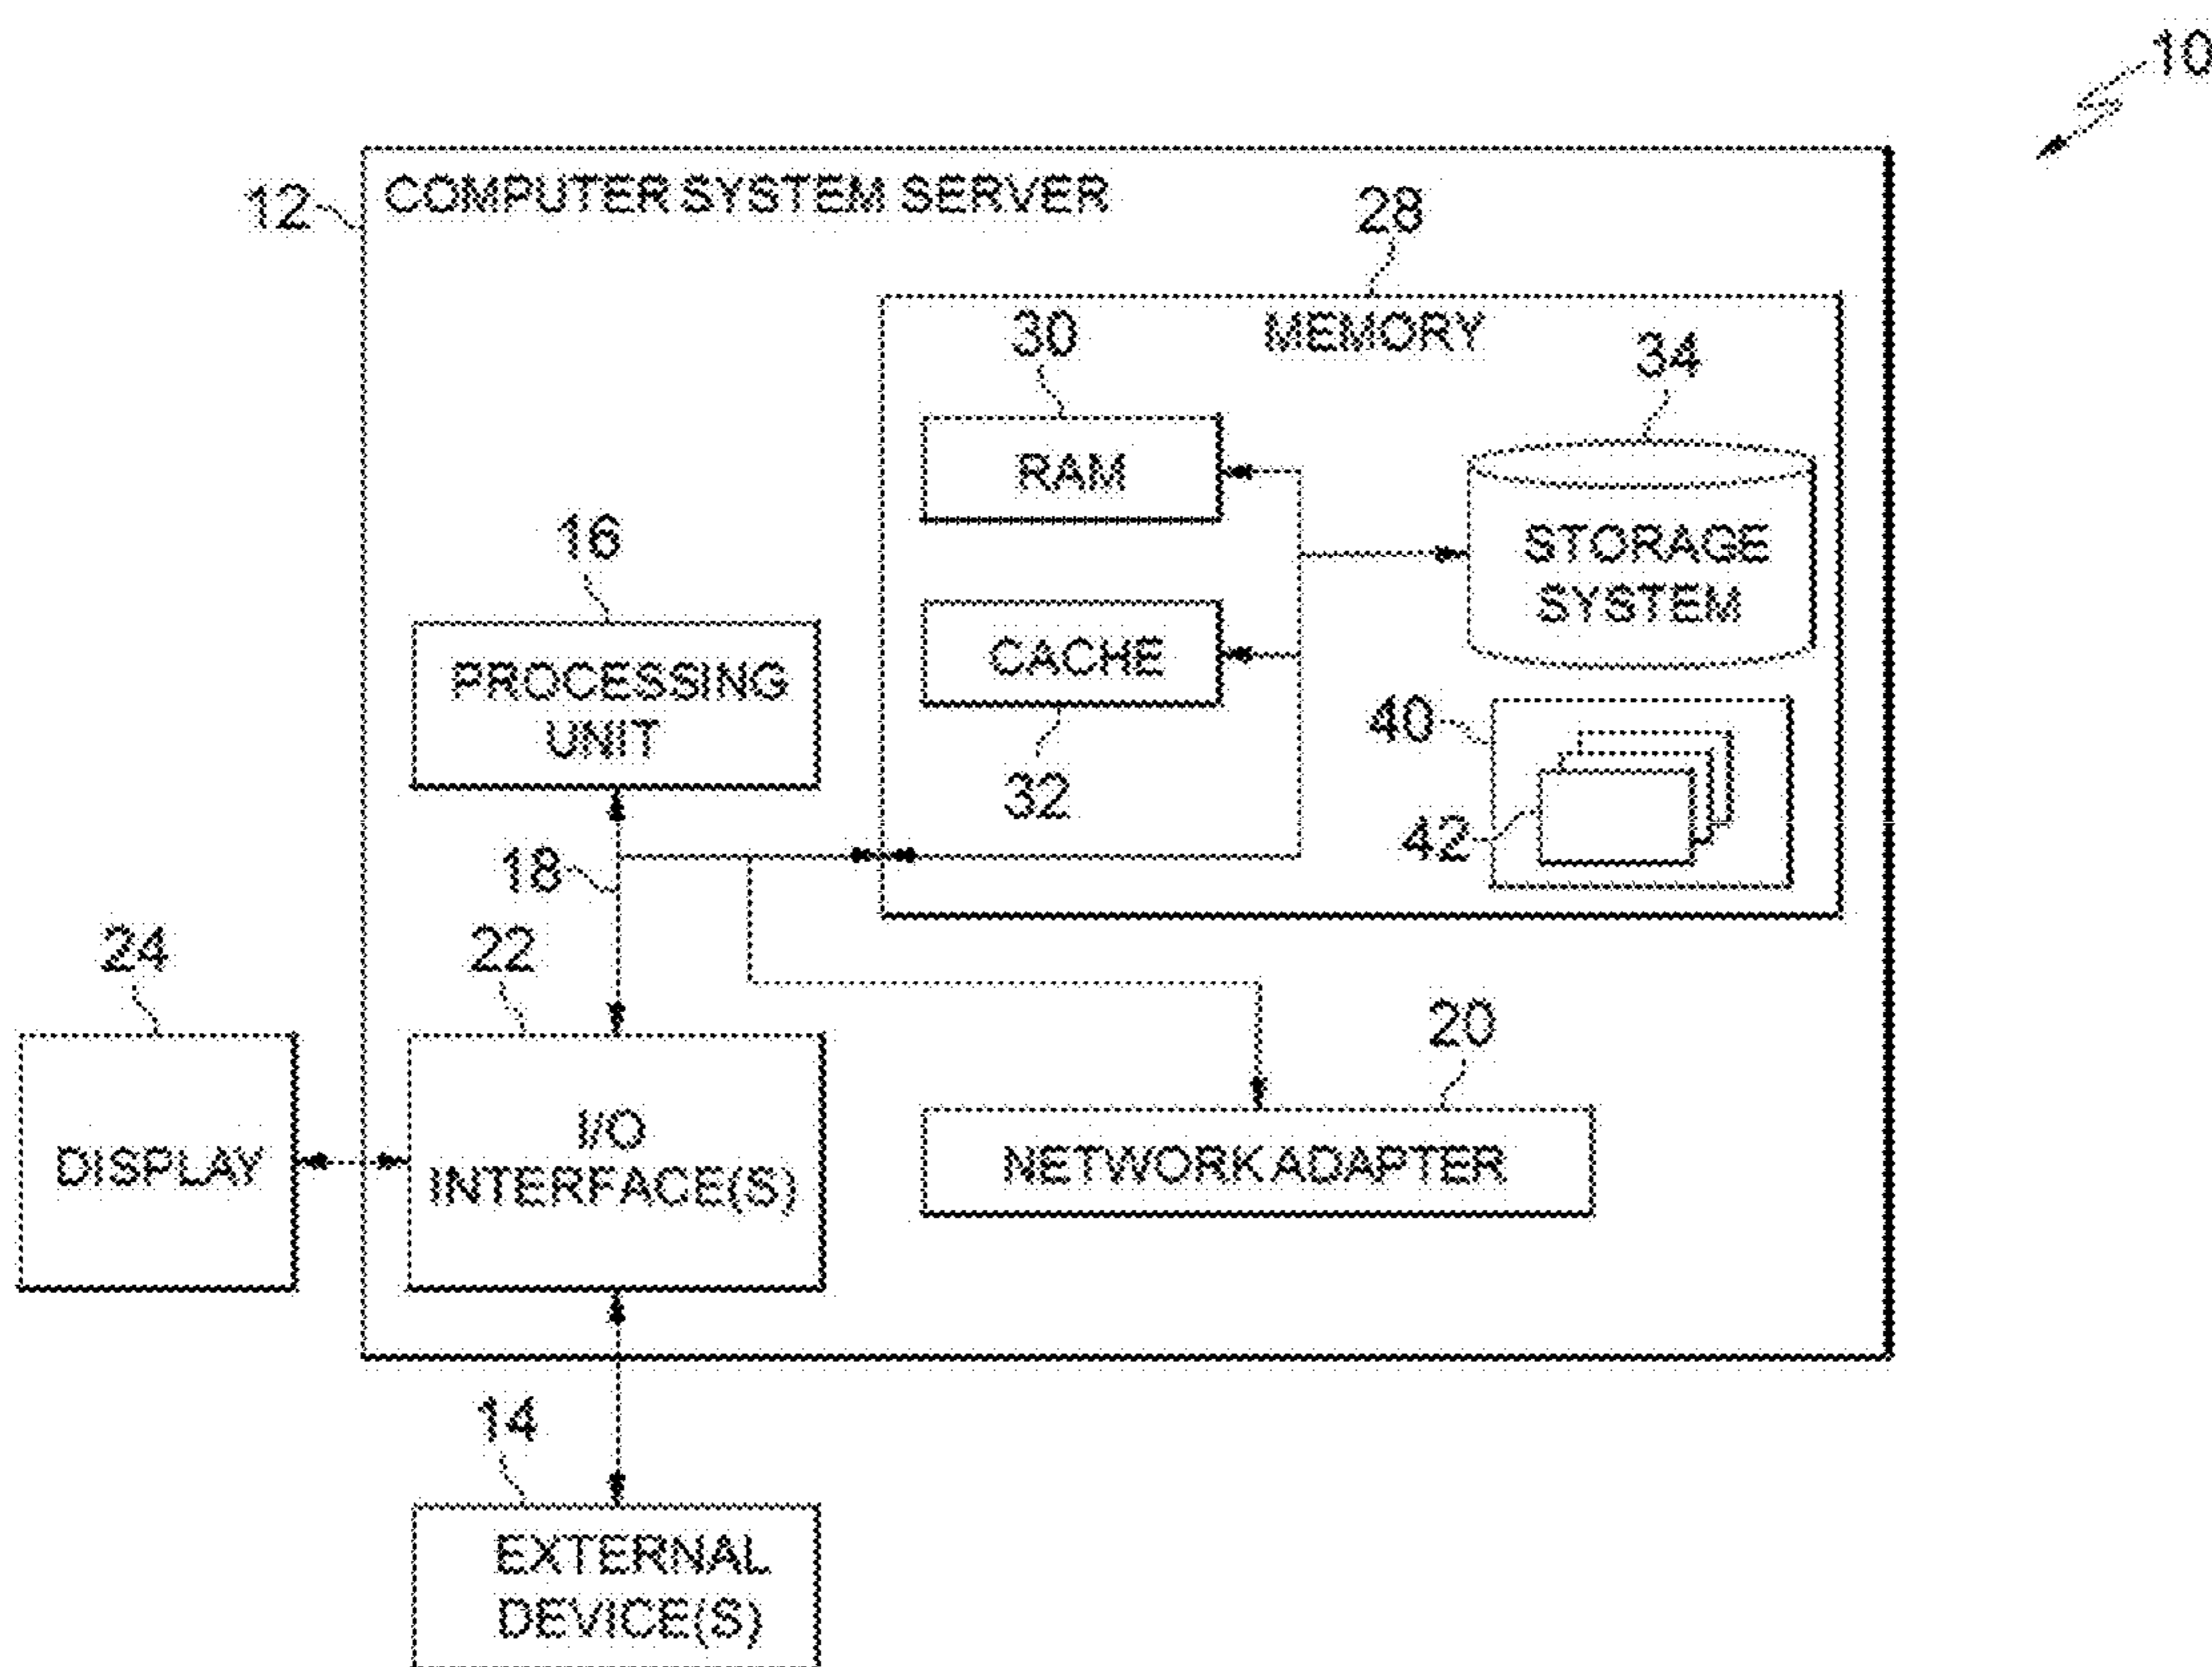 10
12
COMPUTER SYSTEM SERVER
28
MEMORY
30
34
RAM
STORAGE
SYSTEM
16
PROCESSING
UNIT
CACHE
32
40
42
18
24
22
20
DISPLAY
I/O
INTERFACE(S)
NETWORK ADAPTER
14
EXTERNAL
DEVICE(S)